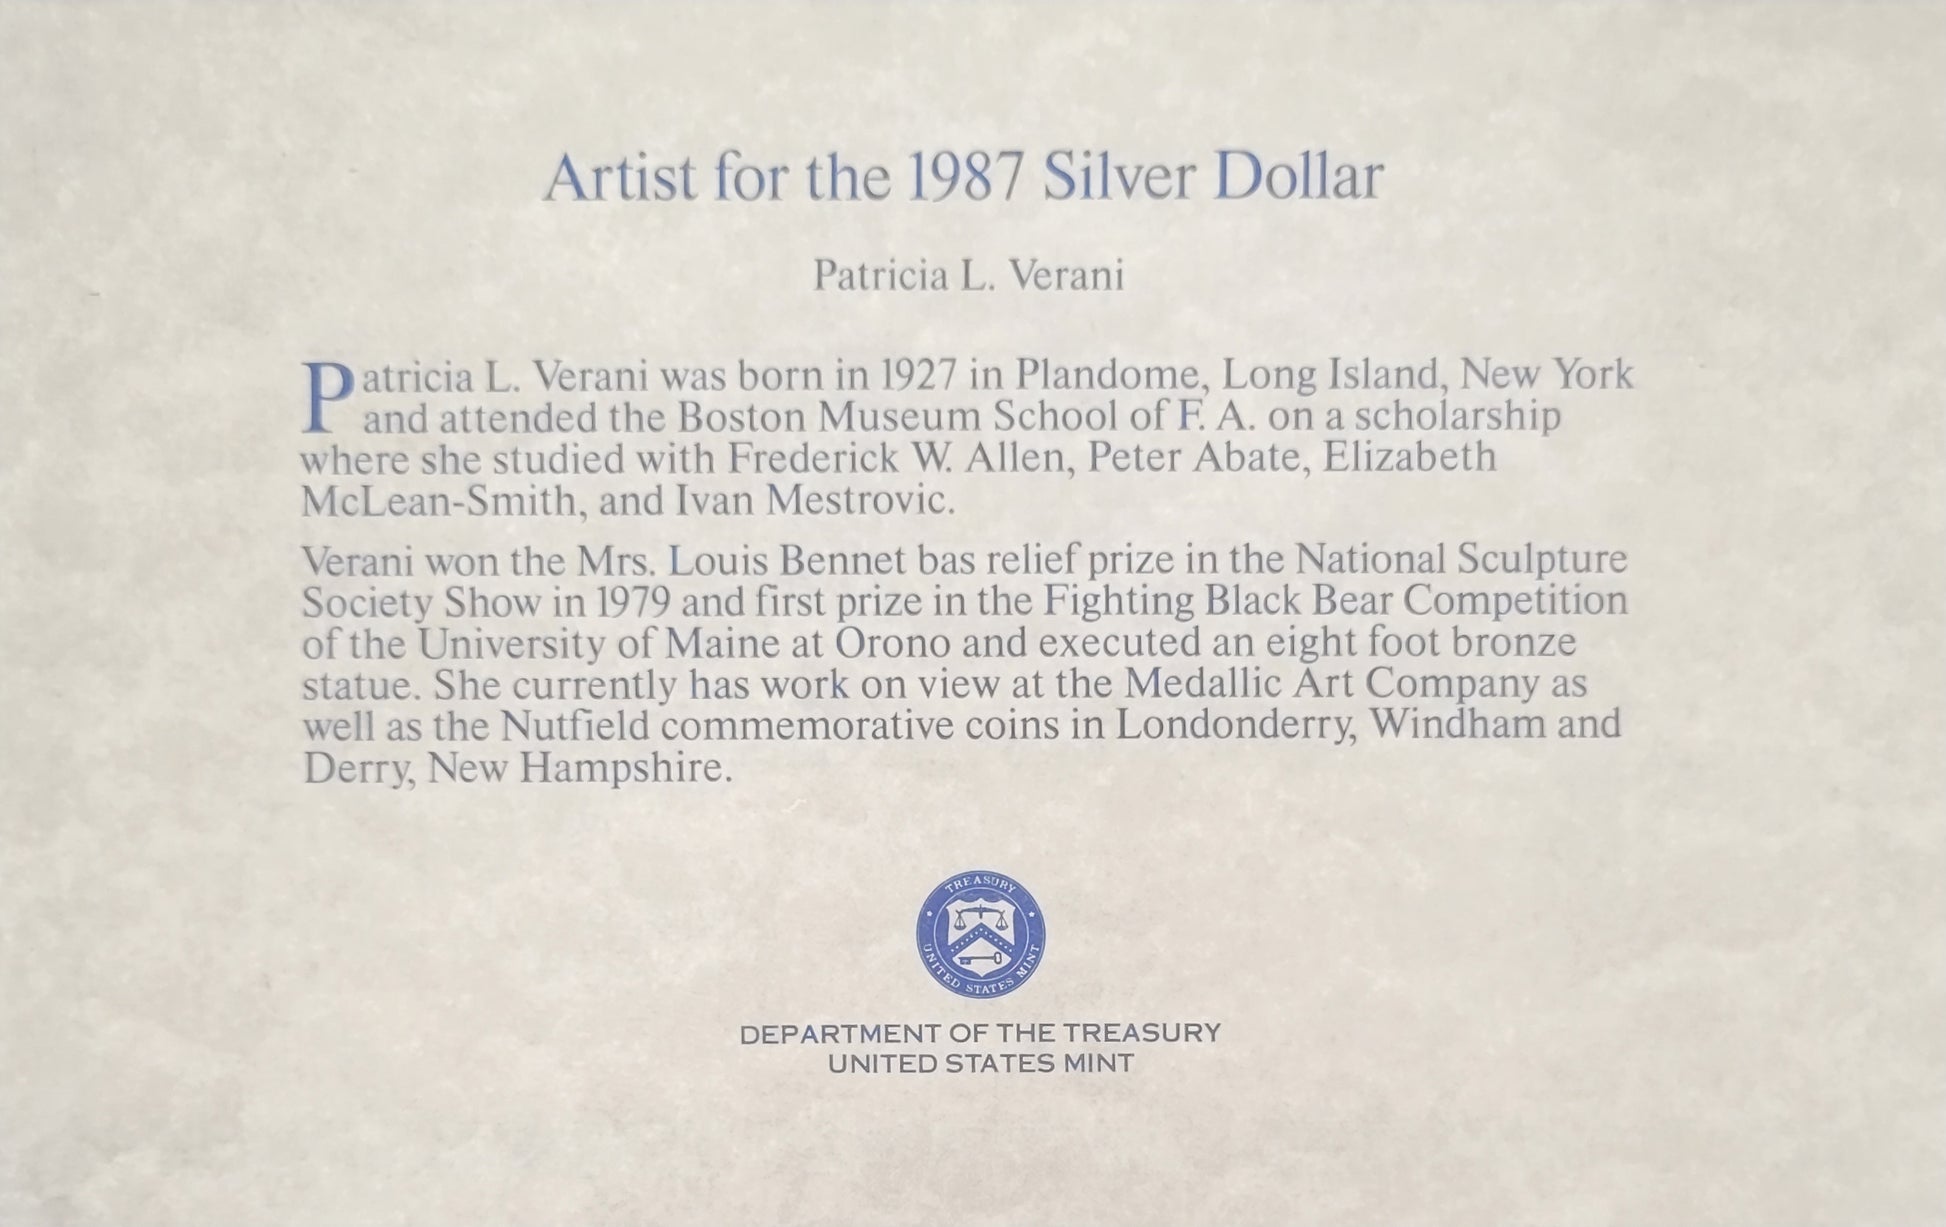 Artist for the 1987 Silver Dollar
Patricia L. Verani
Patricia L. Verani was born in 1927 in Plandome, Long Island, New York
and attended the Boston Museum School of F. A. on a scholarship
where she studied with Frederick W. Allen, Peter Abate, Elizabeth
McLean-Smith, and Ivan Mestrovic.
Verani won the Mrs. Louis Bennet bas relief prize in the National Sculpture
Society Show in 1979 and first prize in the Fighting Black Bear Competition
of the University of Maine at Orono and executed an eight foot bronze
statue. She currently has work on view at the Medallic Art Company as
well as the Nutfield commemorative coins in Londonderry, Windham and
Derry, New Hampshire.
TREASURY
UNITED STATES MINT
DEPARTMENT OF THE TREASURY
UNITED STATES MINT